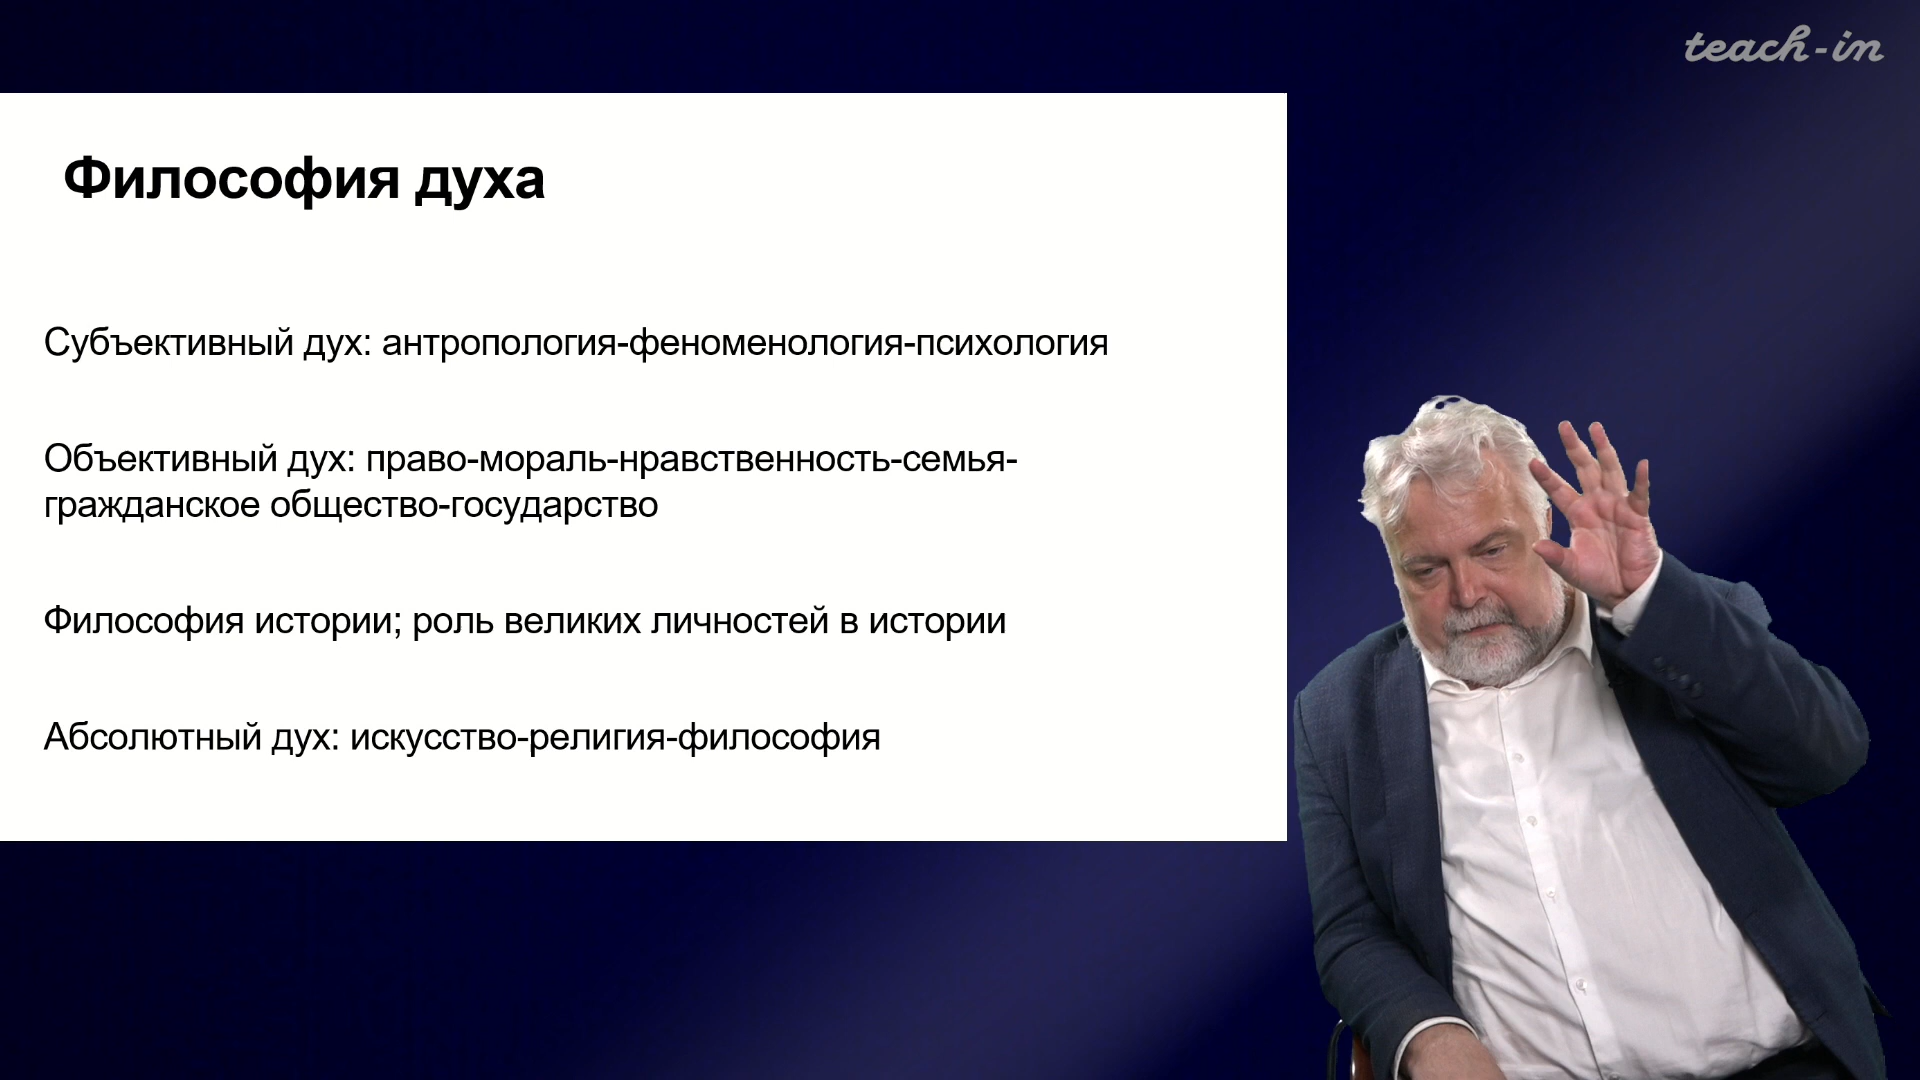 teach-in
Философия духа
Субъективный дух: антропология-феноменология-психология
Объективный дух: право-мораль-нравственность-семья-
гражданское общество-государство
Философия истории; роль великих личностей в истории
Абсолютный дух: искусство-религия-философия